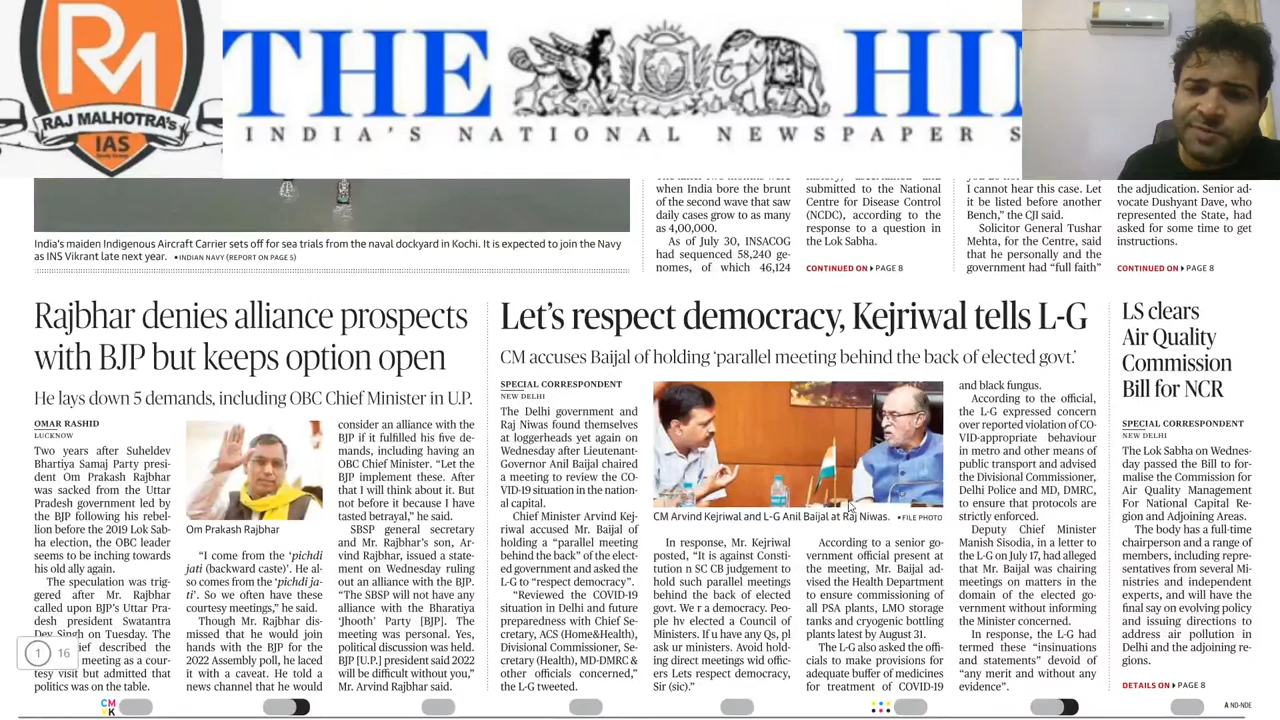 RM
RAJ MALHOTRA'S
IAS
THE HI
INDIA'S NATIONAL NEWSPAPER S
India's maiden Indigenous Aircraft Carrier sets off for sea trials from the naval dockyard in Kochi. It is expected to join the Navy
as INS Vikrant late next year. •INDIAN NAVY (REPORT ON PAGE 5)
when India bore the brunt
of the second wave that saw
daily cases grow to as many
as 4,00,000.
As of July 30, INSACOG
had sequenced 58,240 ge-
nomes, of which 46,124
submitted to the National
Centre for Disease Control
(NCDC), according to the
response to a question in
the Lok Sabha.
CONTINUED ON PAGE 8
I cannot hear this case. Let
it be listed before another
Bench," the CJI said.
Solicitor General Tushar
Mehta, for the Centre, said
that he personally and the
government had "full faith"
the adjudication. Senior ad-
vocate Dushyant Dave, who
represented the State, had
asked for some time to get
instructions.
CONTINUED ON PAGE 8
Rajbhar denies alliance prospects
with BJP but keeps option open
He lays down 5 demands, including OBC Chief Minister in U.P.
OMAR RASHID
LUCKNOW
Two years after Suheldev
Bhartiya Samaj Party presi-
dent Om Prakash Rajbhar
was sacked from the Uttar
Pradesh government led by
the BJP following his rebel-
lion before the 2019 Lok Sab-
ha election, the OBC leader
seems to be inching towards
his old ally again.
The speculation was trig-
gered after Mr. Rajbhar
called upon BJP's Uttar Pra-
desh president Swatantra
Dev Singh on Tuesday. The
meeting as a cour-
tesy visit but admitted that
politics was on the table.
Om Prakash Rajbhar
"I come from the 'pichdi
jati (backward caste'). He al-
so comes from the 'pichdi ja-
ti'. So we often have these
courtesy meetings," he said.
Though Mr. Rajbhar dis-
missed that he would join
hands with the BJP for the
2022 Assembly poll, he laced
it with a caveat. He told a
news channel that he would
consider an alliance with the
BJP if it fulfilled his five de-
mands, including having an
OBC Chief Minister. "Let the
BJP implement these. After
that I will think about it. But
not before it because I have
tasted betrayal," he said.
SBSP general secretary
and Mr. Rajbhar's son, Ar-
vind Rajbhar, issued a state-
ment on Wednesday ruling
out an alliance with the BJP.
"The SBSP will not have any
alliance with the Bharatiya
'Jhooth' Party [BJP]. The
meeting was personal. Yes,
political discussion was held.
BJP [U.P.] president said 2022
will be difficult without you,"
Mr. Arvind Rajbhar said.
Let's respect democracy, Kejriwal tells L-G
CM accuses Baijal of holding 'parallel meeting behind the back of elected govt.'
SPECIAL CORRESPONDENT
NEW DELHI
The Delhi government and
Raj Niwas found themselves
at loggerheads yet again on
Wednesday after Lieutenant-
Governor Anil Baijal chaired
a meeting to review the CO-
VID-19 situation in the nation-
al capital.
Chief Minister Arvind Kej-
riwal accused Mr. Baijal of
holding a "parallel meeting
behind the back" of the elect-
ed government and asked the
L-G to "respect democracy".
"Reviewed the COVID-19
situation in Delhi and future
preparedness with Chief Se-
cretary, ACS (Home&Health),
Divisional Commissioner, Se-
cretary (Health), MD-DMRC &
other officials concerned,"
the L-G tweeted.
CM Arvind Kejriwal and L-G Anil Baijal at Raj Niwas. •FILE PHOTO
In response, Mr. Kejriwal
posted, "It is against Consti-
tution n SC CB judgement to
hold such parallel meetings
behind the back of elected
govt. We r a democracy. Peo-
ple hv elected a Council of
Ministers. If u have any Qs, pl
ask ur ministers. Avoid hold-
ing direct meetings wid offic-
ers Lets respect democracy,
Sir (sic)."
According to a senior go-
vernment official present at
the meeting, Mr. Baijal ad-
vised the Health Department
to ensure commissioning of
all PSA plants, LMO storage
tanks and cryogenic bottling
plants latest by August 31.
The L-G also asked the offi-
cials to make provisions for
adequate buffer of medicines
for treatment of COVID-19
and black fungus.
According to the official,
the L-G expressed concern
over reported violation of CO-
VID-appropriate behaviour
in metro and other means of
public transport and advised
the Divisional Commissioner,
Delhi Police and MD, DMRC,
to ensure that protocols are
strictly enforced.
Deputy Chief Minister
Manish Sisodia, in a letter to
the L-G on July 17, had alleged
that Mr. Baijal was chairing
meetings on matters in the
domain of the elected go-
vernment without informing
the Minister concerned.
In response, the L-G had
termed these "insinuations
and statements" devoid of
"any merit and without any
evidence".
LS clears
Air Quality
Commission
Bill for NCR
SPECIAL CORRESPONDENT
NEW DELHI
The Lok Sabha on Wednes-
day passed the Bill to for-
malise the Commission for
Air Quality Management
For National Capital Re-
gion and Adjoining Areas.
The body has a full time
chairperson and a range of
members, including repre-
sentatives from several Mi-
nistries and independent
experts, and will have the
final say on evolving policy
and issuing directions to
address air pollution in
Delhi and the adjoining re-
gions.
DETAILS ON PAGE 8
1 16
CM
YK
A ND-NDE